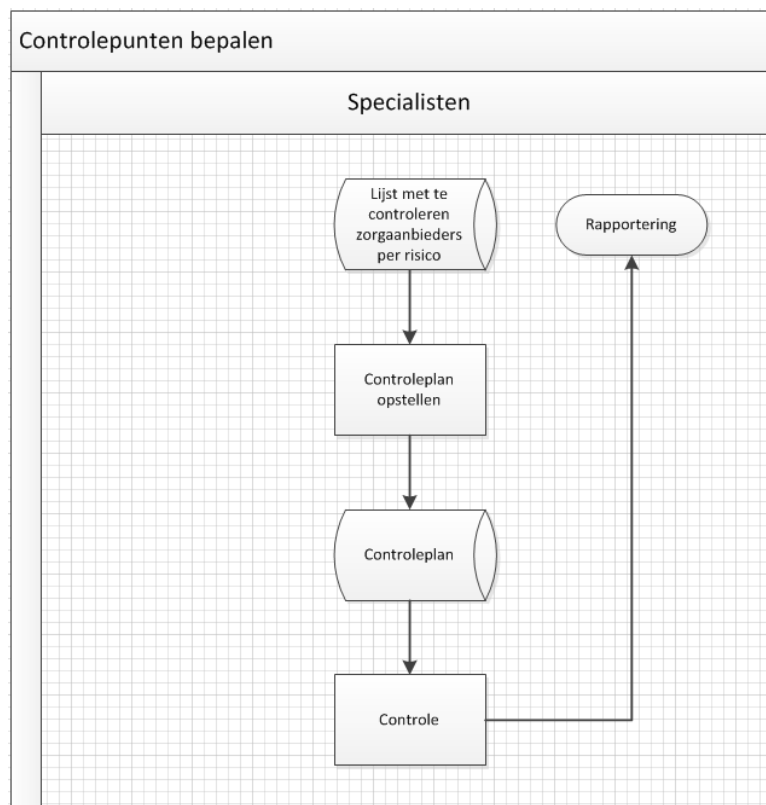 Controlepunten bepalen
Specialisten
Lijst met te
controleren
zorgaanbieders
per risico
Rapportering
Controleplan
opstellen
Controleplan
Controle